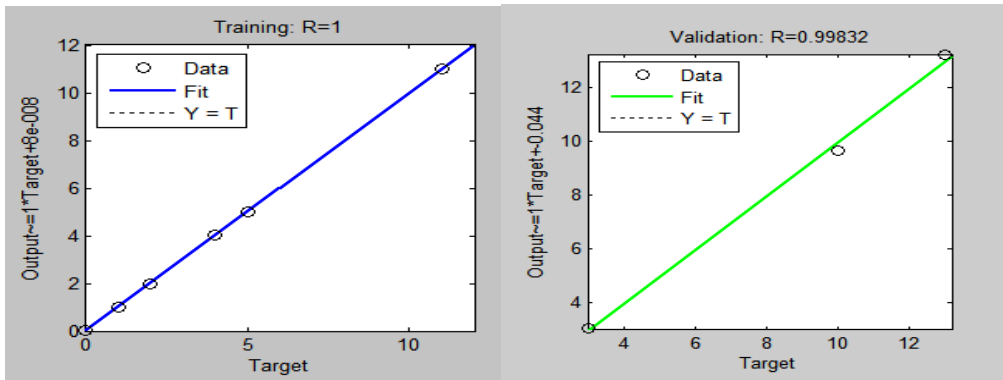 Training: R=1
Output~=1*Target+8e-008
12
10
8
6
4
2
0
Data
Fit
Y = T
0
5
10
Target
Validation: R=0.99832
Output~=1*Target+-0.044
12
10
8
6
4
Data
Fit
Y = T
4
6
8
10
12
Target